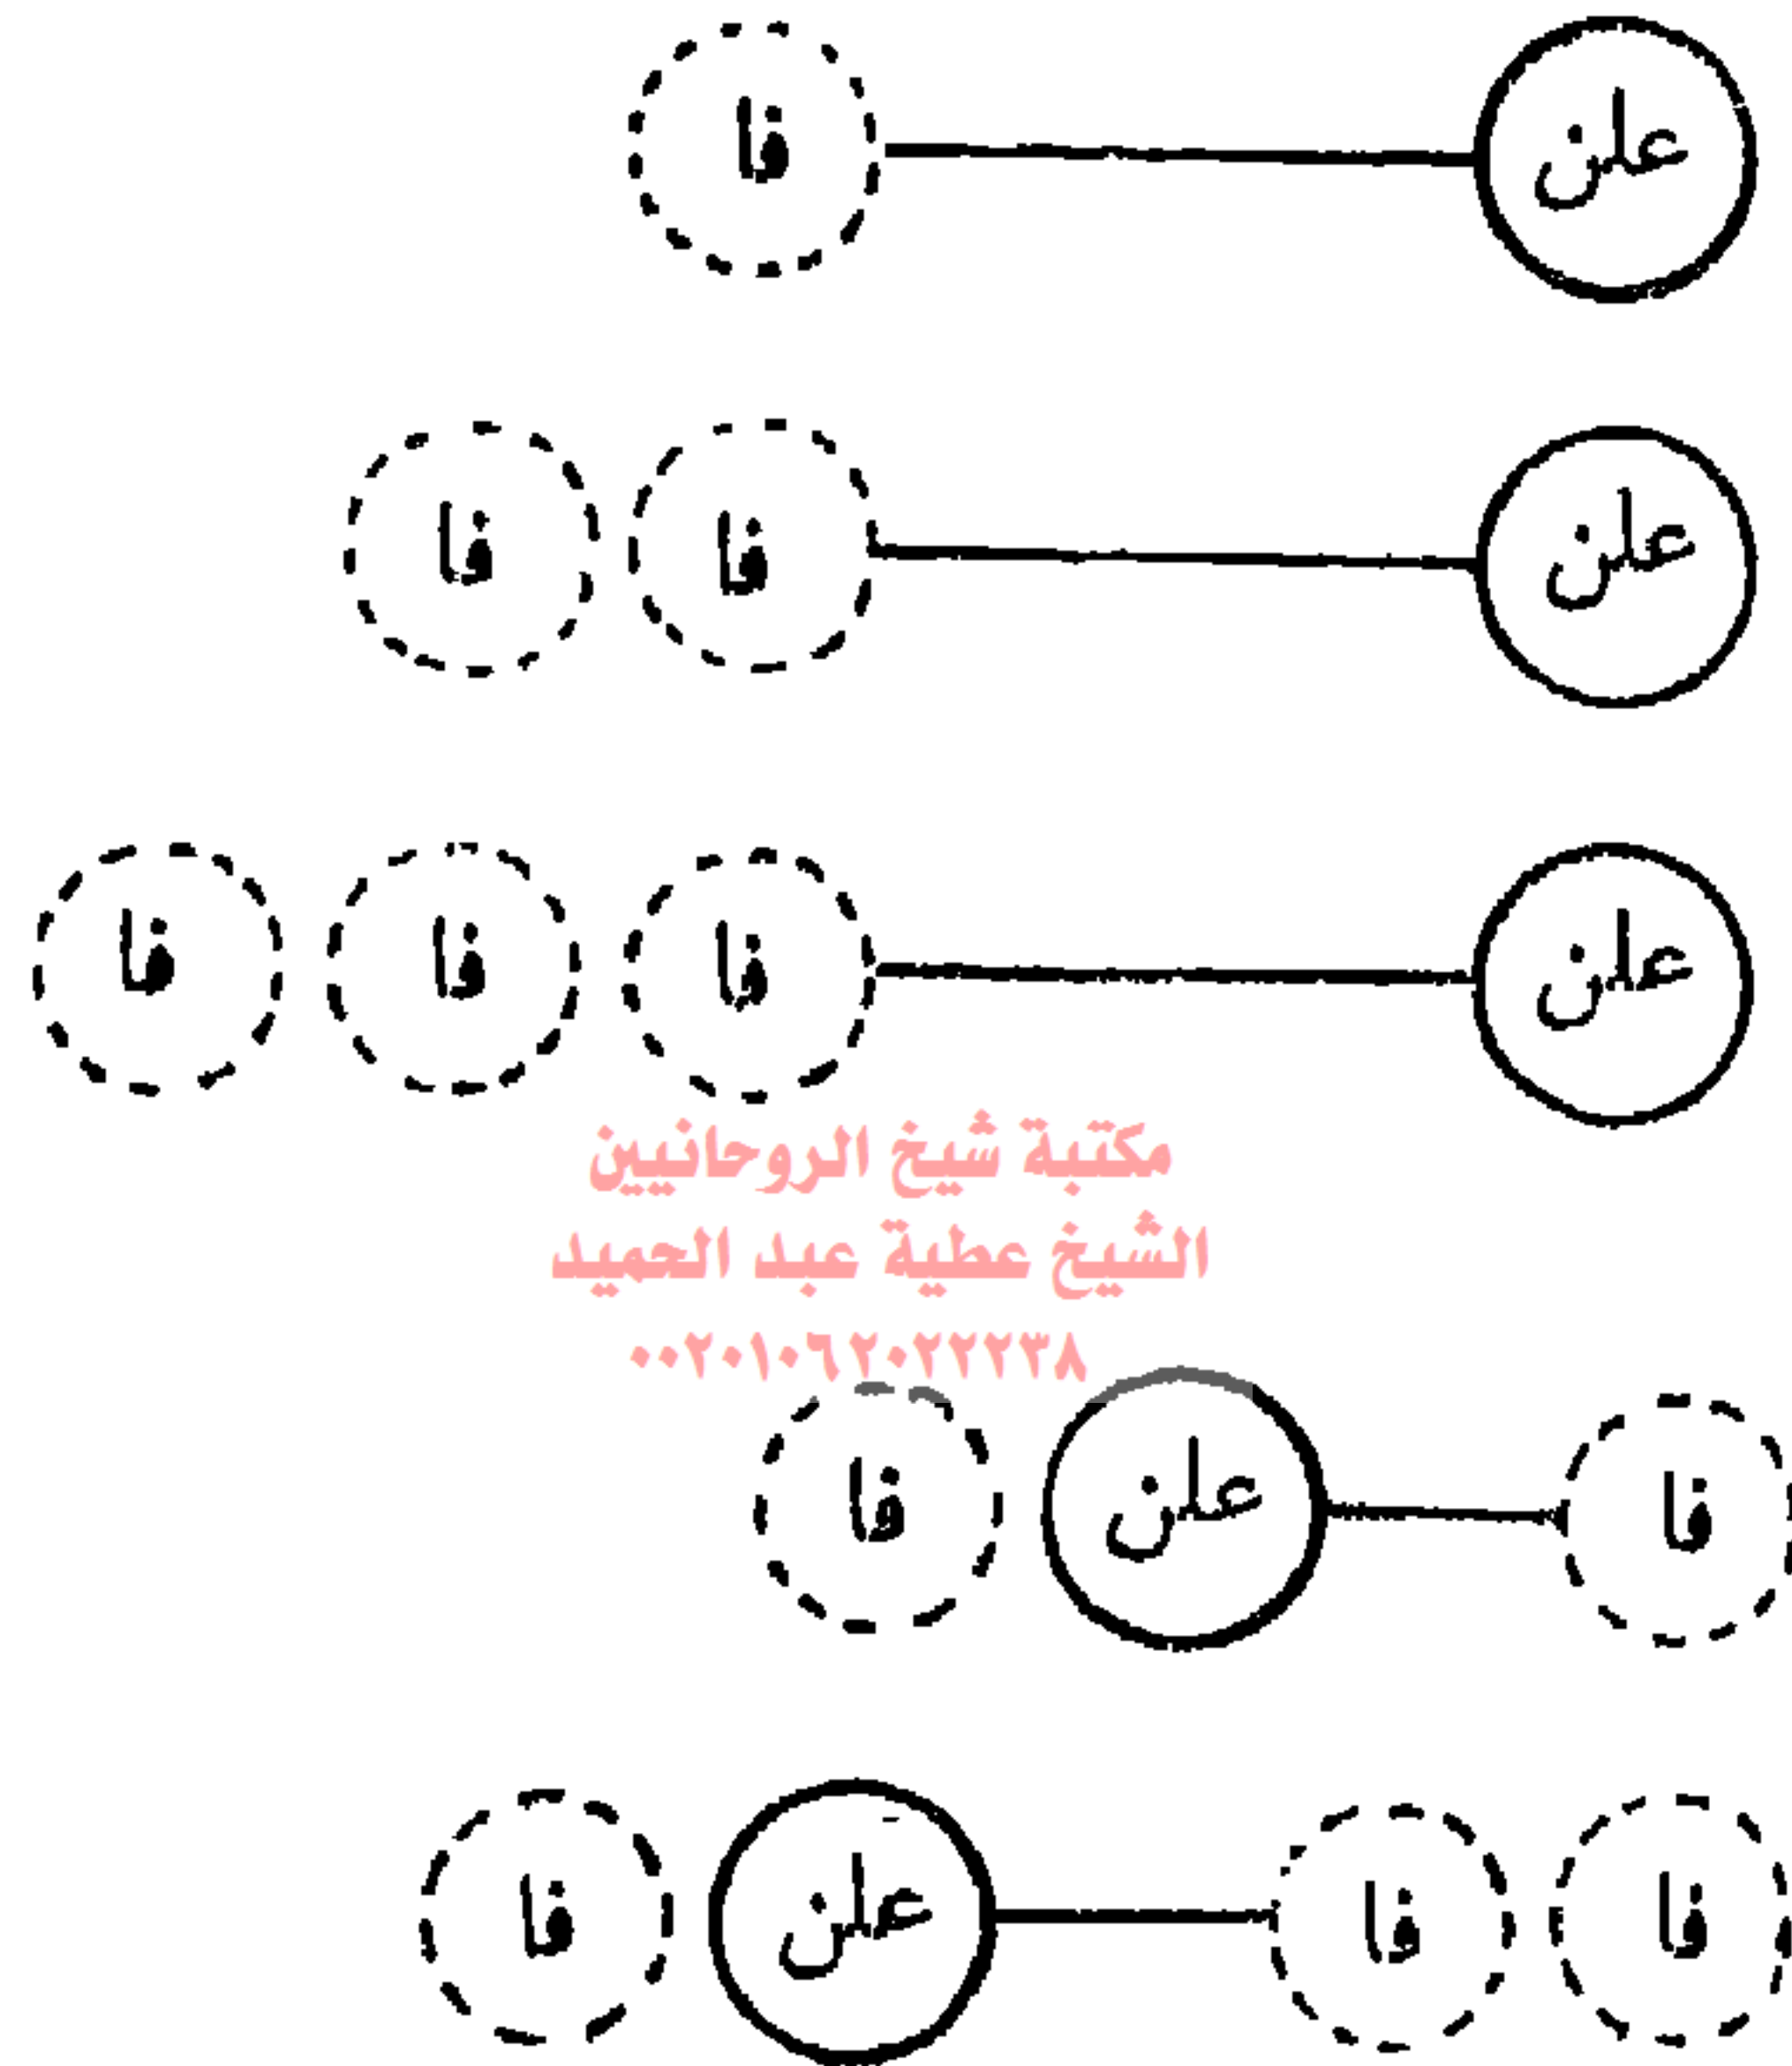 علن فا
علن فا فا
علن فا فا فا
مكتبة شيخ الروحانيين
الشيخ عطية عبد الحميد
٠٠٢٠١٠٦٢٠٢٢٢٣٨
فا علن فا
فا فا علن فا